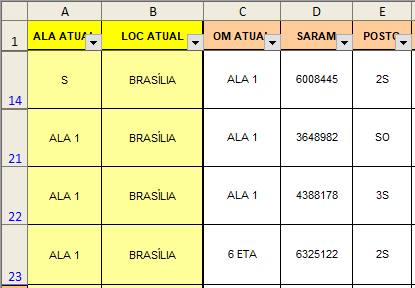 A B C D E
1 ALA ATUAL LOC ATUAL OM ATUAL SARAM POSTO
14 S BRASÍLIA ALA 1 6008445 2S
21 ALA 1 BRASÍLIA ALA 1 3648982 SO
22 ALA 1 BRASÍLIA ALA 1 4388178 3S
23 ALA 1 BRASÍLIA 6 ETA 6325122 2S